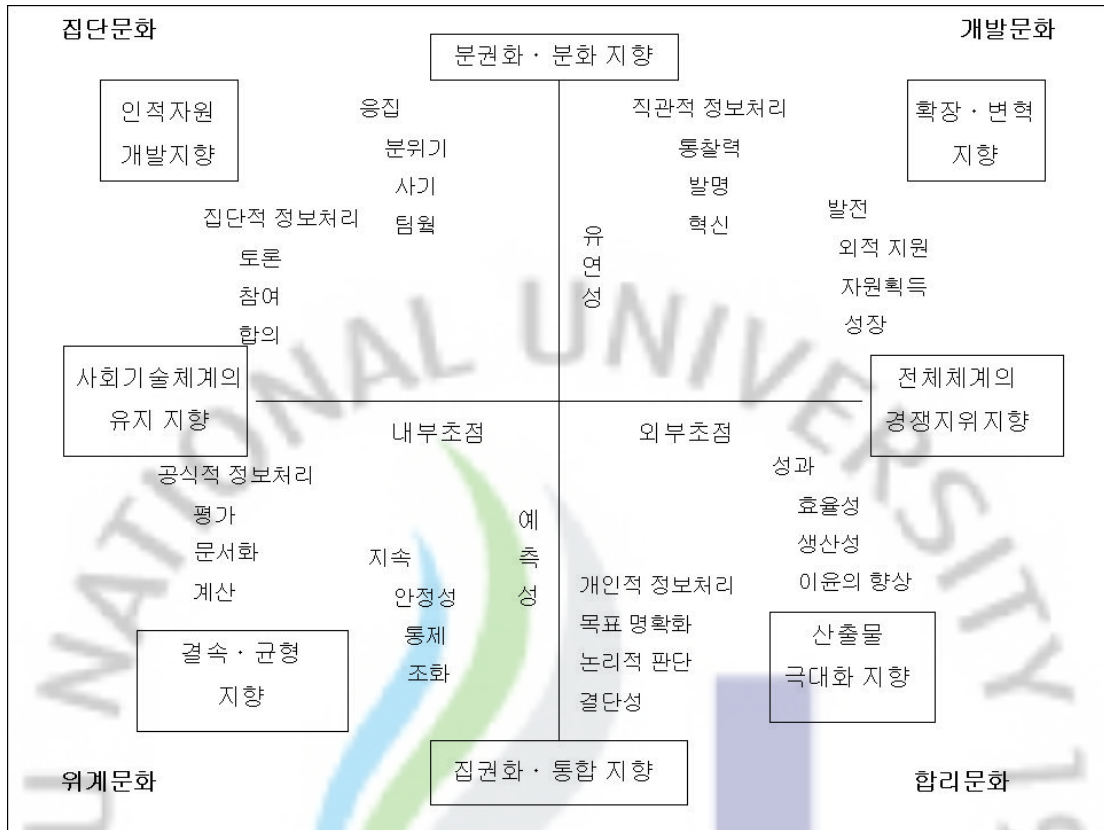 집단문화
개발문화
분권화 · 분화 지향
인적자원
개발지향
응집
분위기
사기
팀웍
직관적 정보처리
통찰력
발명
혁신
확장 · 변혁
지향
집단적 정보처리
토론
참여
합의
유연성
발전
외적 지원
자원획득
성장
사회기술체계의
유지 지향
전체체계의
경쟁지위지향
내부초점
외부초점
공식적 정보처리
평가
문서화
계산
지속
안정성
통제
조화
예측성
성과
효율성
생산성
이윤의 향상
개인적 정보처리
목표 명확화
논리적 판단
결단성
결속 · 균형
지향
산출물
극대화 지향
집권화 · 통합 지향
위계문화
합리문화
NATIONAL UNIVERSITY